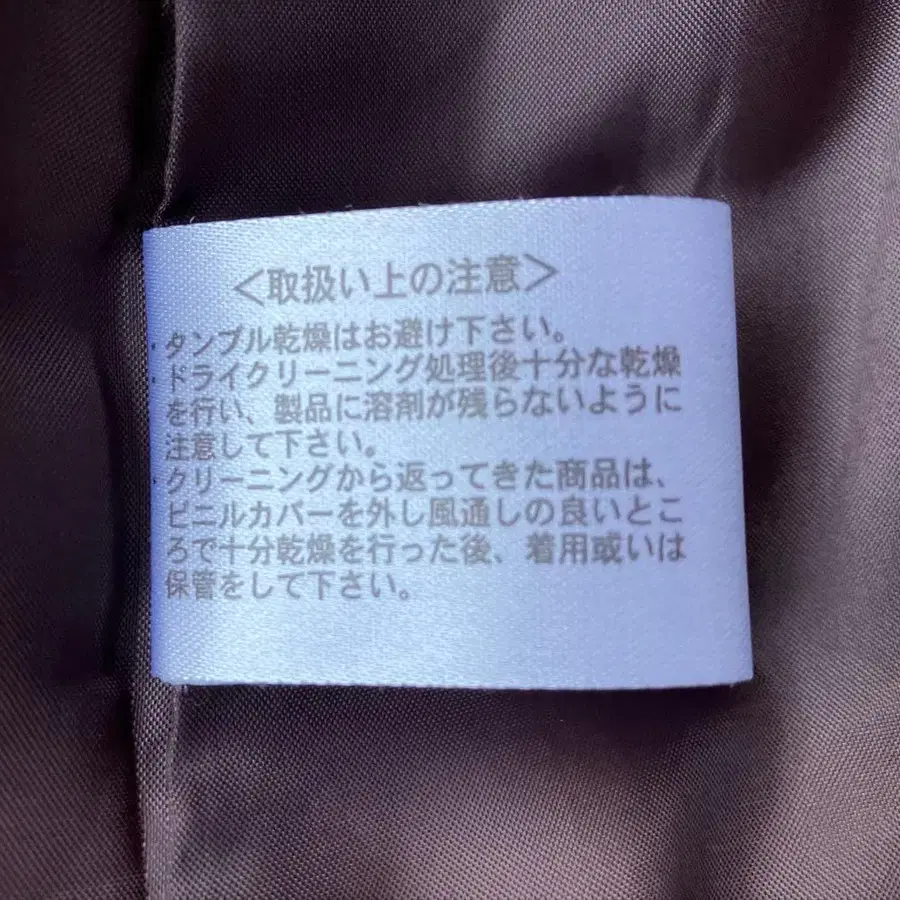 ＜取扱い上の注意＞
タンブル乾燥はお避け下さい。
ドライクリーニング処理後十分な乾燥
を行い、製品に溶剤が残らないように
注意して下さい。
クリーニングから返ってきた商品は、
ビニルカバーを外し風通しの良いとこ
ろで十分乾燥を行った後、着用或いは
保管をして下さい。